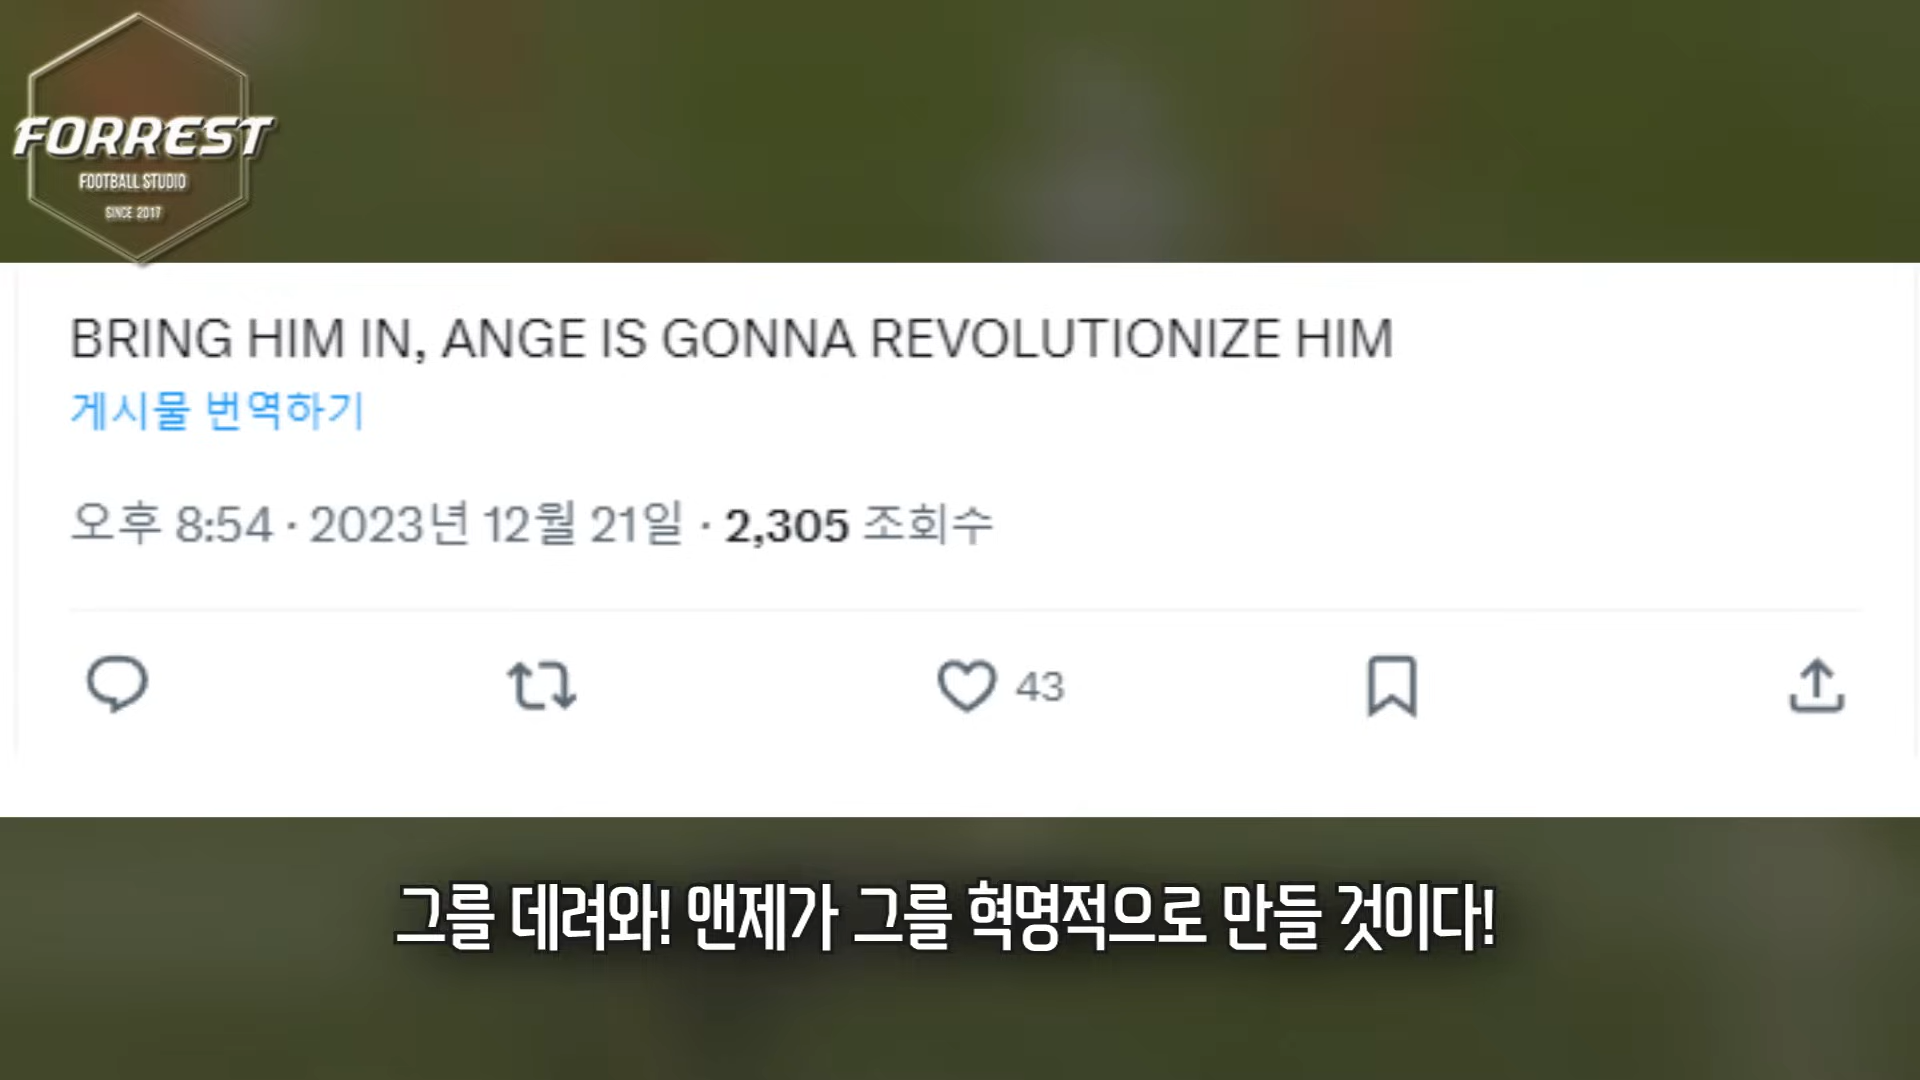 FORREST
FOOTBALL STUDIO
SINCE 2017
BRING HIM IN, ANGE IS GONNA REVOLUTIONIZE HIM
게시물 번역하기
오후 8:54 · 2023년 12월 21일 · 2,305 조회수
43
그를 데려와! 앤제가 그를 혁명적으로 만들 것이다!